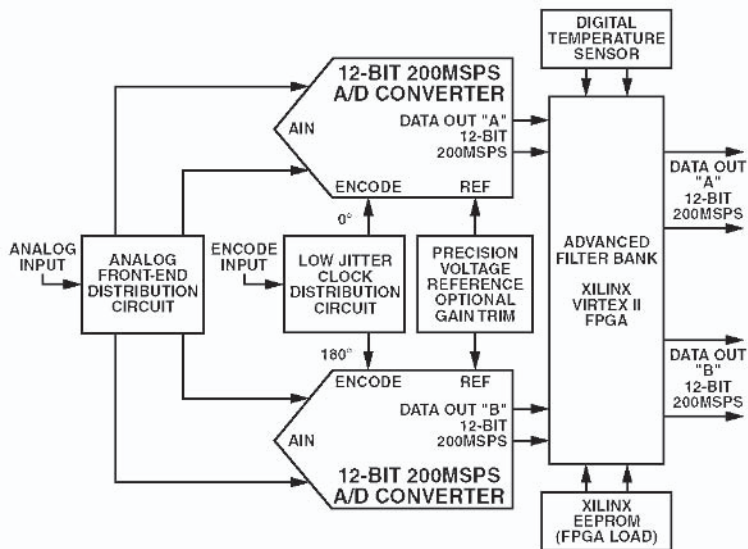 DIGITAL
TEMPERATURE
SENSOR
12-BIT 200MSPS
A/D CONVERTER
AIN
DATA OUT "A"
12-BIT
200MSPS
ENCODE
REF
0°
DATA OUT
"A"
12-BIT
200MSPS
ANALOG
INPUT
ANALOG
FRONT-END
DISTRIBUTION
CIRCUIT
ENCODE
INPUT
LOW JITTER
CLOCK
DISTRIBUTION
CIRCUIT
PRECISION
VOLTAGE
REFERENCE
OPTIONAL
GAIN TRIM
ADVANCED
FILTER BANK
XILINX
VIRTEX II
FPGA
180°
ENCODE
REF
DATA OUT "B"
12-BIT
200MSPS
AIN
12-BIT 200MSPS
A/D CONVERTER
DATA OUT
"B"
12-BIT
200MSPS
XILINX
EEPROM
(FPGA LOAD)